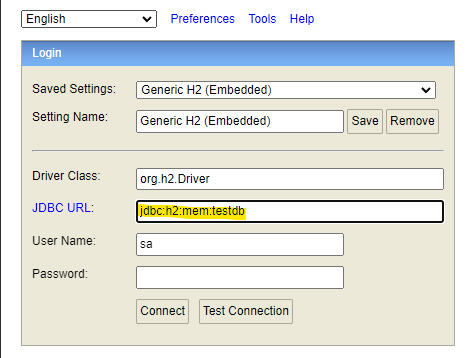 English Preferences Tools Help
Login
Saved Settings: Generic H2 (Embedded)
Setting Name: Generic H2 (Embedded) Save Remove
Driver Class: org.h2.Driver
JDBC URL: jdbc:h2:mem:testdb
User Name: sa
Password:
Connect Test Connection